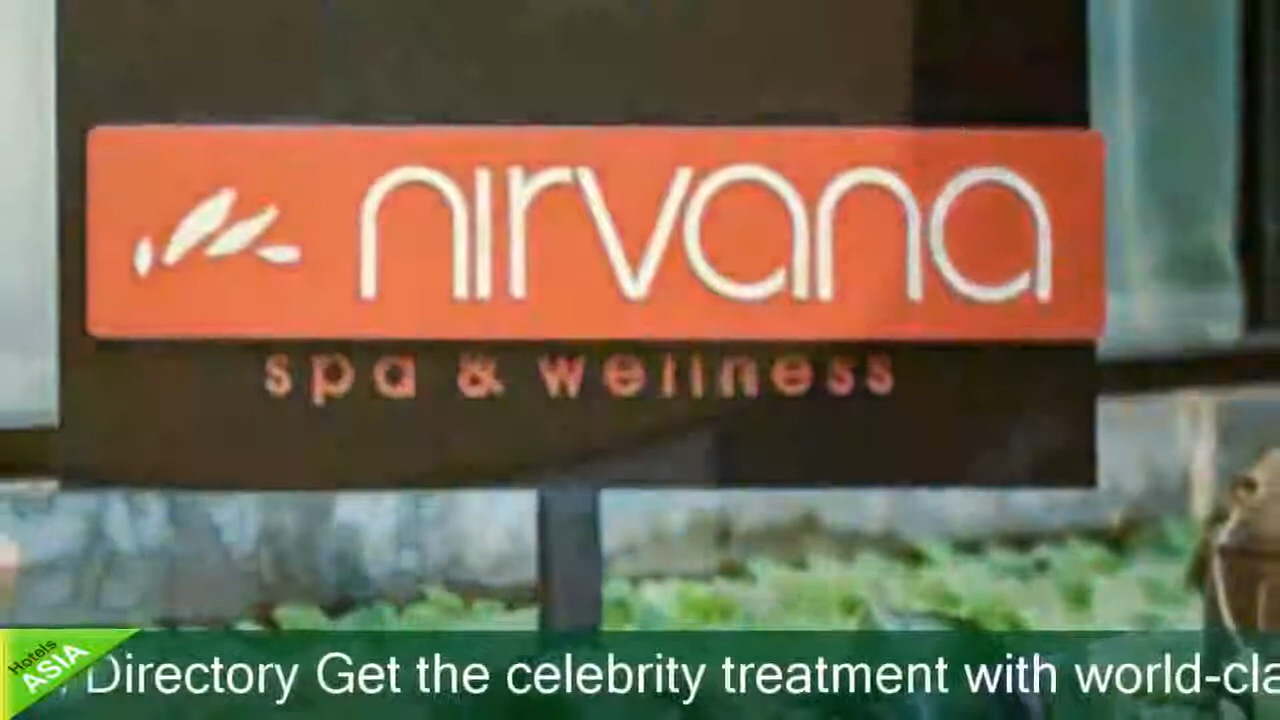 nirvana
spa & wellness
Hotels
ASIA
Directory Get the celebrity treatment with world-cla